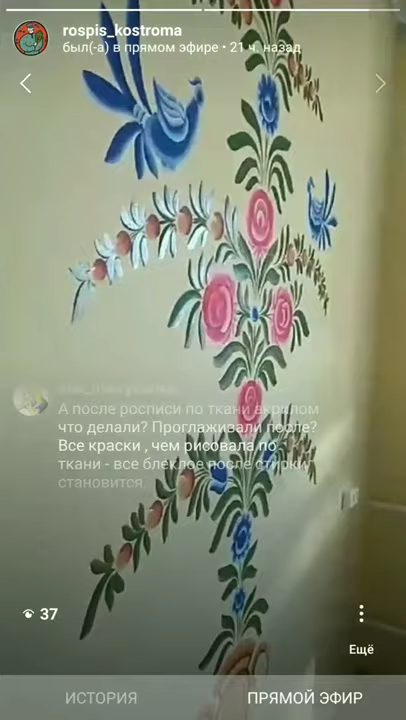 rospis_kostroma
был(-а) в прямом эфире • 21 ч. назад
А после росписи по ткани акрилом
что делали? Проглаживали после?
Все краски , чем рисовала по
ткани - все блеклое после стирки
становится
37
Ещё
ИСТОРИЯ
ПРЯМОЙ ЭФИР